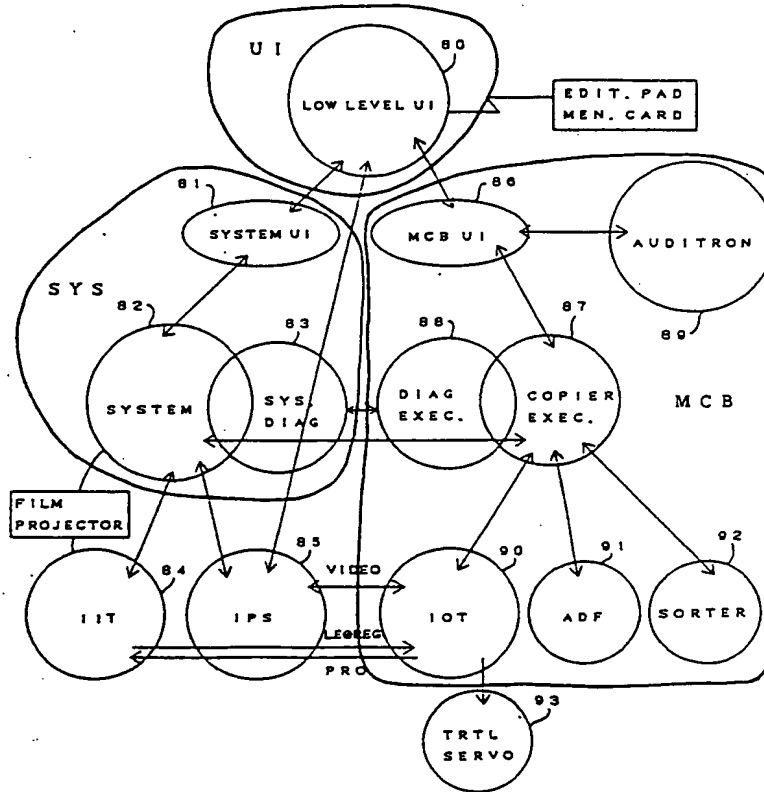 UI
80
LOW LEVEL UI
EDIT. PAD
MEN. CARD
81
SYSTEM UI
86
MCB UI
AUDITRON
89
SYS
82
SYSTEM
83
SYS.
DIAG
88
DIAG
EXEC.
87
COPIER
EXEC.
MCB
FILM
PROJECTOR
84
IIT
85
IPS
VIDEO
LE@REG
PRO
90
IOT
91
ADF
92
SORTER
93
TRTL
SERVO